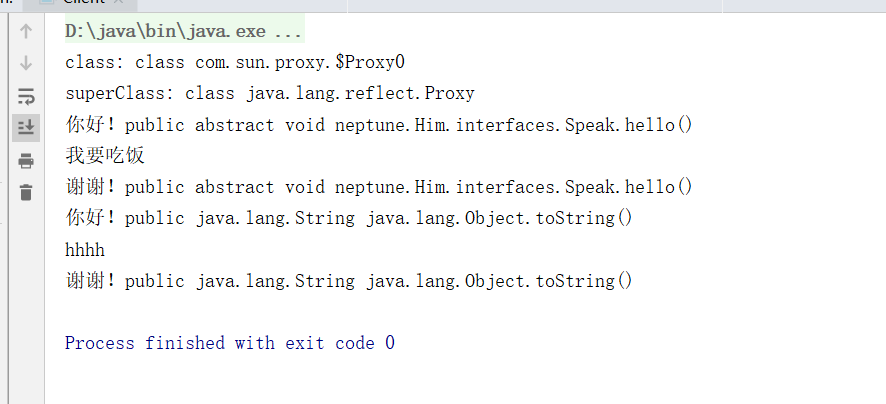 Client
D:\java\bin\java.exe ...
class: class com.sun.proxy.$Proxy0
superClass: class java.lang.reflect.Proxy
你好！public abstract void neptune.Him.interfaces.Speak.hello()
我要吃饭
谢谢！public abstract void neptune.Him.interfaces.Speak.hello()
你好！public java.lang.String java.lang.Object.toString()
hhhh
谢谢！public java.lang.String java.lang.Object.toString()
Process finished with exit code 0